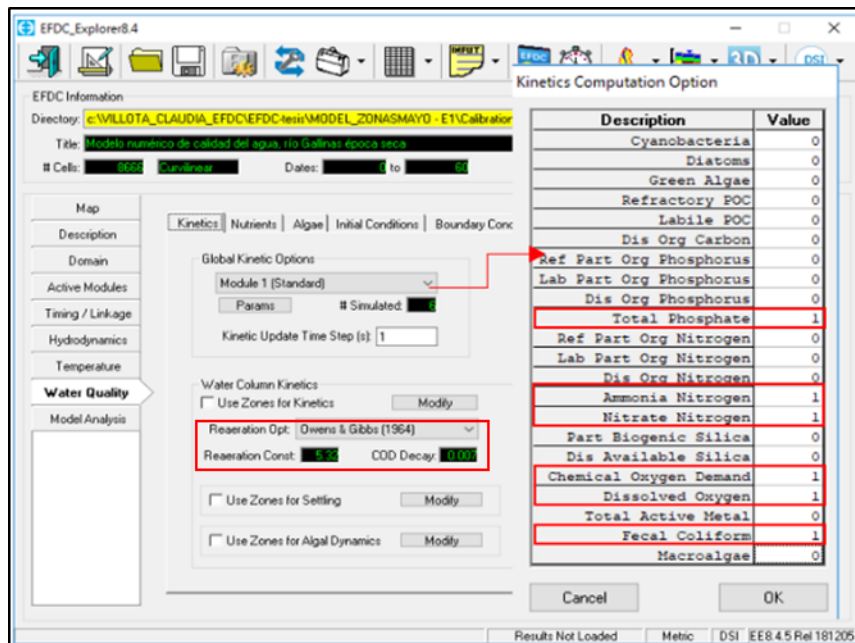 EFDC_Explorer8.4
INPUT
EFDC
3D
DSI
EFDC Information
Directory: c:\VILLOTA_CLAUDIA_EFDC\EFDC-tesis\MODEL_ZONASMAYO - E1\Calibration
Title: Modelo numérico de calidad del agua, río Gallinas época seca
# Cells: 8666 Curvilinear Dates: 0 to 60
Map
Description
Domain
Active Modules
Timing / Linkage
Hydrodynamics
Temperature
Water Quality
Model Analysis
Kinetics Nutrients Algae Initial Conditions Boundary Conc
Global Kinetic Options
Module 1 (Standard)
Params # Simulated: 6
Kinetic Update Time Step (s): 1
Water Column Kinetics
Use Zones for Kinetics Modify
Reaeration Opt: Owens & Gibbs (1964)
Reaeration Const: 5.32 COD Decay: 0.007
Use Zones for Settling Modify
Use Zones for Algal Dynamics Modify
Kinetics Computation Option
Description Value
Cyanobacteria 0
Diatoms 0
Green Algae 0
Refractory POC 0
Labile POC 0
Dis Org Carbon 0
Ref Part Org Phosphorus 0
Lab Part Org Phosphorus 0
Dis Org Phosphorus 0
Total Phosphate 1
Ref Part Org Nitrogen 0
Lab Part Org Nitrogen 0
Dis Org Nitrogen 0
Ammonia Nitrogen 1
Nitrate Nitrogen 1
Part Biogenic Silica 0
Dis Available Silica 0
Chemical Oxygen Demand 1
Dissolved Oxygen 1
Total Active Metal 0
Fecal Coliform 1
Macroalgae 0
Cancel OK
Results Not Loaded Metric DSI EE8.4.5 Rel 181205